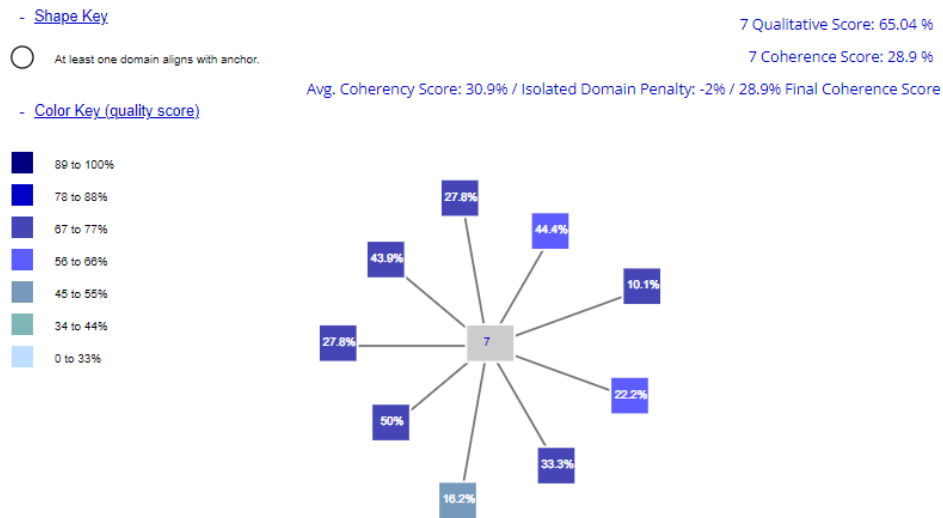 - Shape Key
At least one domain aligns with anchor.
- Color Key (quality score)
89 to 100%
78 to 88%
67 to 77%
56 to 66%
45 to 55%
34 to 44%
0 to 33%
7 Qualitative Score: 65.04 %
7 Coherence Score: 28.9 %
Avg. Coherency Score: 30.9% / Isolated Domain Penalty: -2% / 28.9% Final Coherence Score
27.8%
44.4%
43.9%
10.1%
27.8%
7
22.2%
50%
33.3%
16.2%